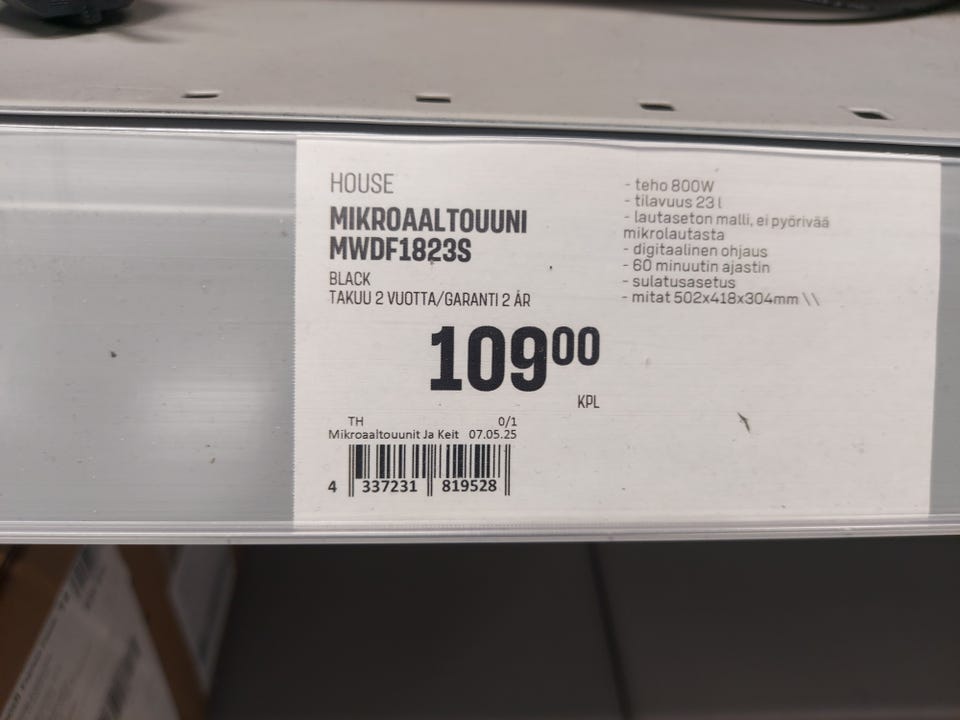 HOUSE
MIKROAALTOUUNI
MWDF1823S
BLACK
TAKUU 2 VUOTTA/GARANTI 2 ÅR
- teho 800W
- tilavuus 23 l
- lautaseton malli, ei pyörivää
mikrolautasta
- digitaalinen ohjaus
- 60 minuutin ajastin
- sulatusasetus
- mitat 502x418x304mm \\
10900
KPL
TH 0/1
Mikroaaltouunit Ja Keit 07.05.25
4 337231 819528